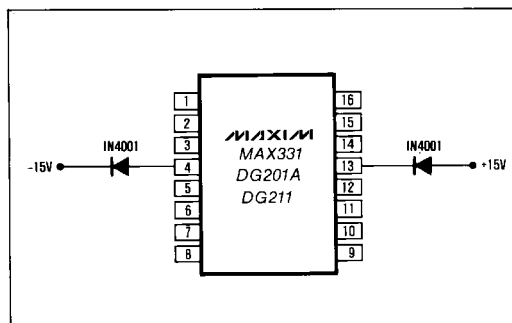 1 16
2 15
IN4001 3 MAXIM 14 IN4001
-15V 4 MAX331 13 +15V
5 DG201A 12
6 DG211 11
7 10
8 9